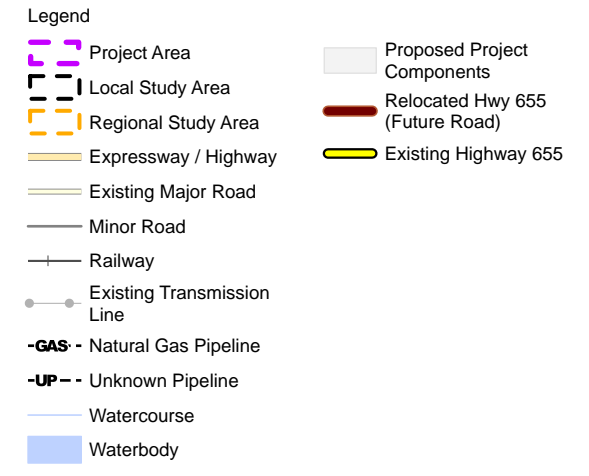 Legend
Project Area
Local Study Area
Regional Study Area
Expressway / Highway
Existing Major Road
Minor Road
Railway
Existing Transmission
Line
GAS Natural Gas Pipeline
UP Unknown Pipeline
Watercourse
Waterbody
Proposed Project
Components
Relocated Hwy 655
(Future Road)
Existing Highway 655